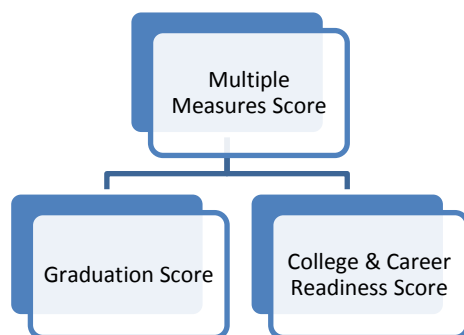 Multiple
Measures Score
Graduation Score
College & Career
Readiness Score